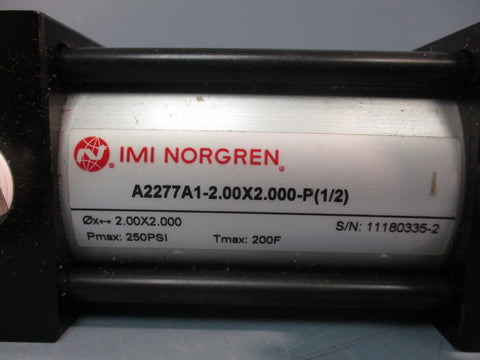 IMI NORGREN®
A2277A1-2.00X2.000-P(1/2)
Øx↔ 2.00X2.000
S/N: 11180335-2
Pmax: 250PSI Tmax: 200F